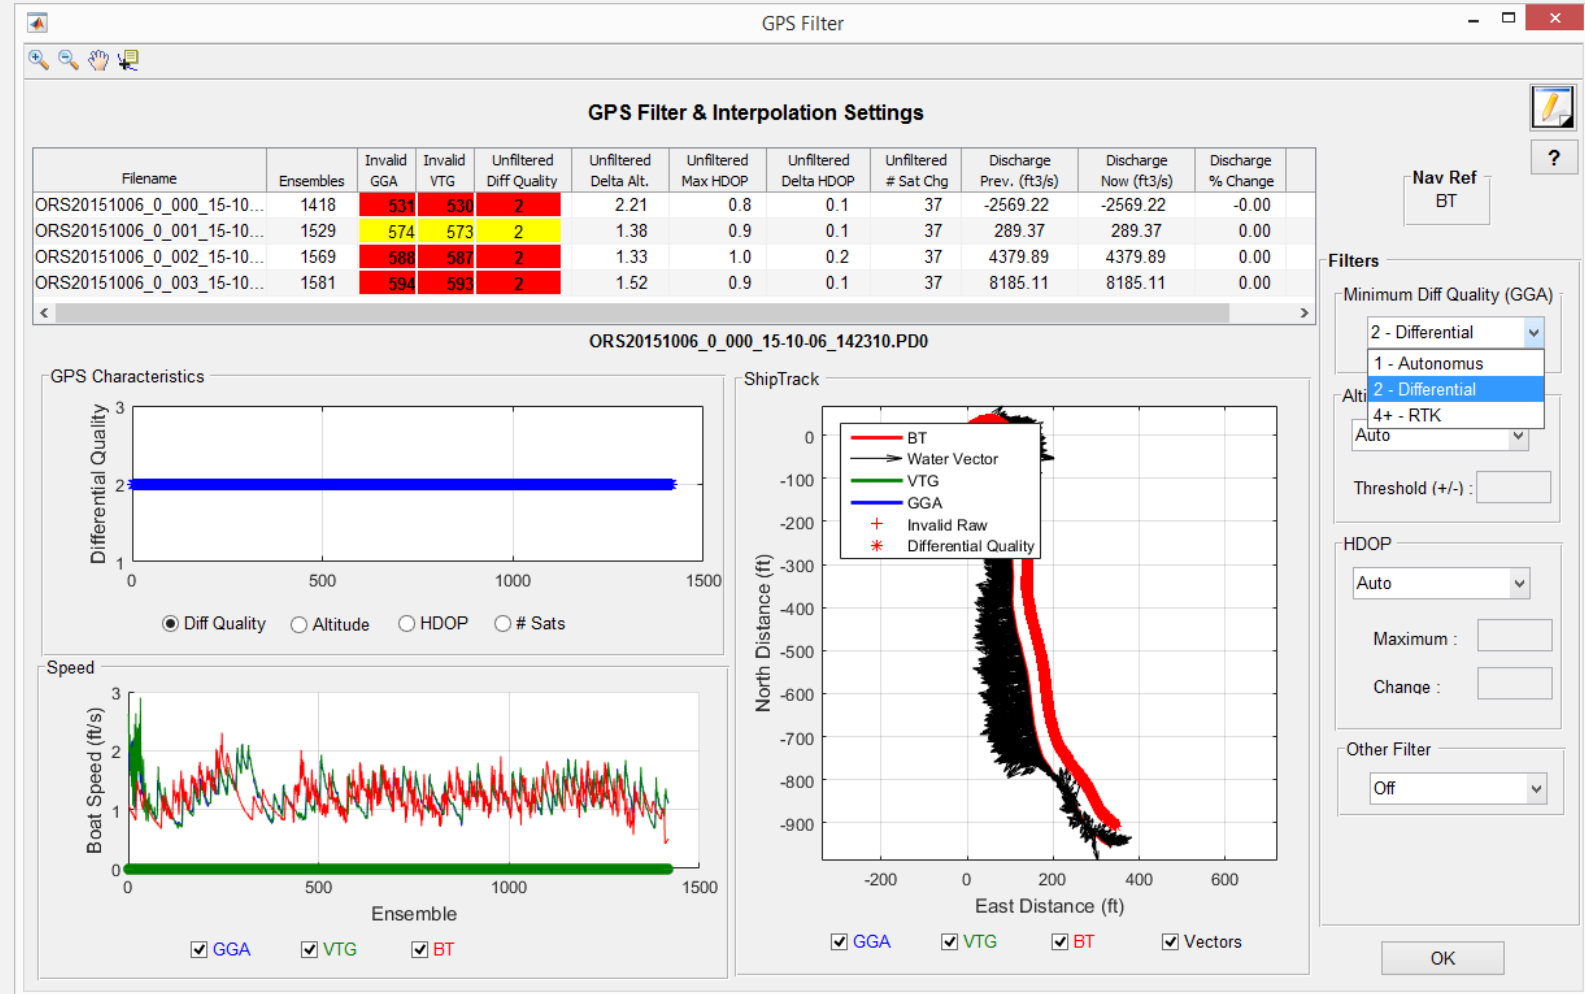 GPS Filter
GPS Filter & Interpolation Settings
Filename Ensembles Invalid GGA Invalid VTG Unfiltered Diff Quality Unfiltered Delta Alt. Unfiltered Max HDOP Unfiltered Delta HDOP Unfiltered # Sat Chg Discharge Prev. (ft3/s) Discharge Now (ft3/s) Discharge % Change
ORS20151006_0_000_15-10... 1418 531 530 2 2.21 0.8 0.1 37 -2569.22 -2569.22 -0.00
ORS20151006_0_001_15-10... 1529 574 573 2 1.38 0.9 0.1 37 289.37 289.37 0.00
ORS20151006_0_002_15-10... 1569 588 587 2 1.33 1.0 0.2 37 4379.89 4379.89 0.00
ORS20151006_0_003_15-10... 1581 594 593 2 1.52 0.9 0.1 37 8185.11 8185.11 0.00
ORS20151006_0_000_15-10-06_142310.PD0
GPS Characteristics
Differential Quality
3
2
1
0 500 1000 1500
Diff Quality Altitude HDOP # Sats
Speed
Boat Speed (ft/s)
3
2
1
0
0 500 1000 1500
Ensemble
GGA VTG BT
ShipTrack
BT
Water Vector
VTG
GGA
Invalid Raw
Differential Quality
North Distance (ft)
0
-100
-200
-300
-400
-500
-600
-700
-800
-900
-200 0 200 400 600
East Distance (ft)
GGA VTG BT Vectors
?
Nav Ref
BT
Filters
Minimum Diff Quality (GGA)
2 - Differential
1 - Autonomus
2 - Differential
4+ - RTK
Alti
Auto
Threshold (+/-) :
HDOP
Auto
Maximum :
Change :
Other Filter
Off
OK